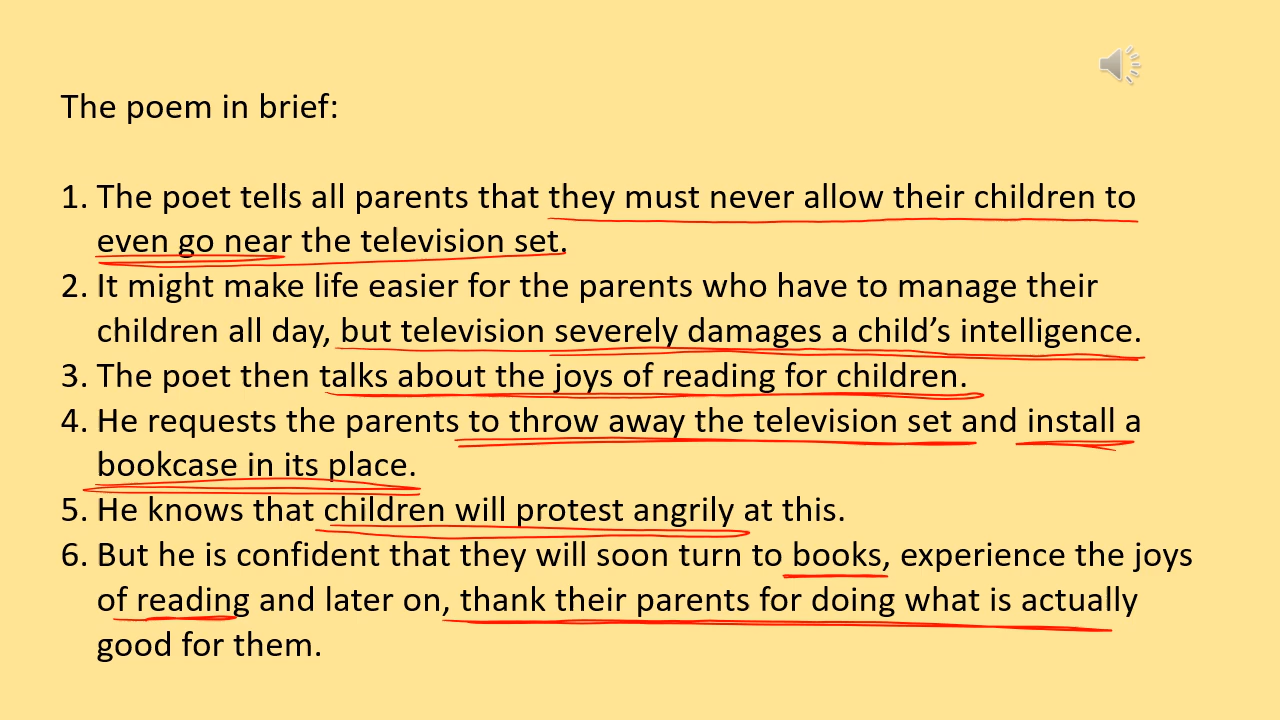 The poem in brief:
1. The poet tells all parents that they must never allow their children to
even go near the television set.
2. It might make life easier for the parents who have to manage their
children all day, but television severely damages a child’s intelligence.
3. The poet then talks about the joys of reading for children.
4. He requests the parents to throw away the television set and install a
bookcase in its place.
5. He knows that children will protest angrily at this.
6. But he is confident that they will soon turn to books, experience the joys
of reading and later on, thank their parents for doing what is actually
good for them.